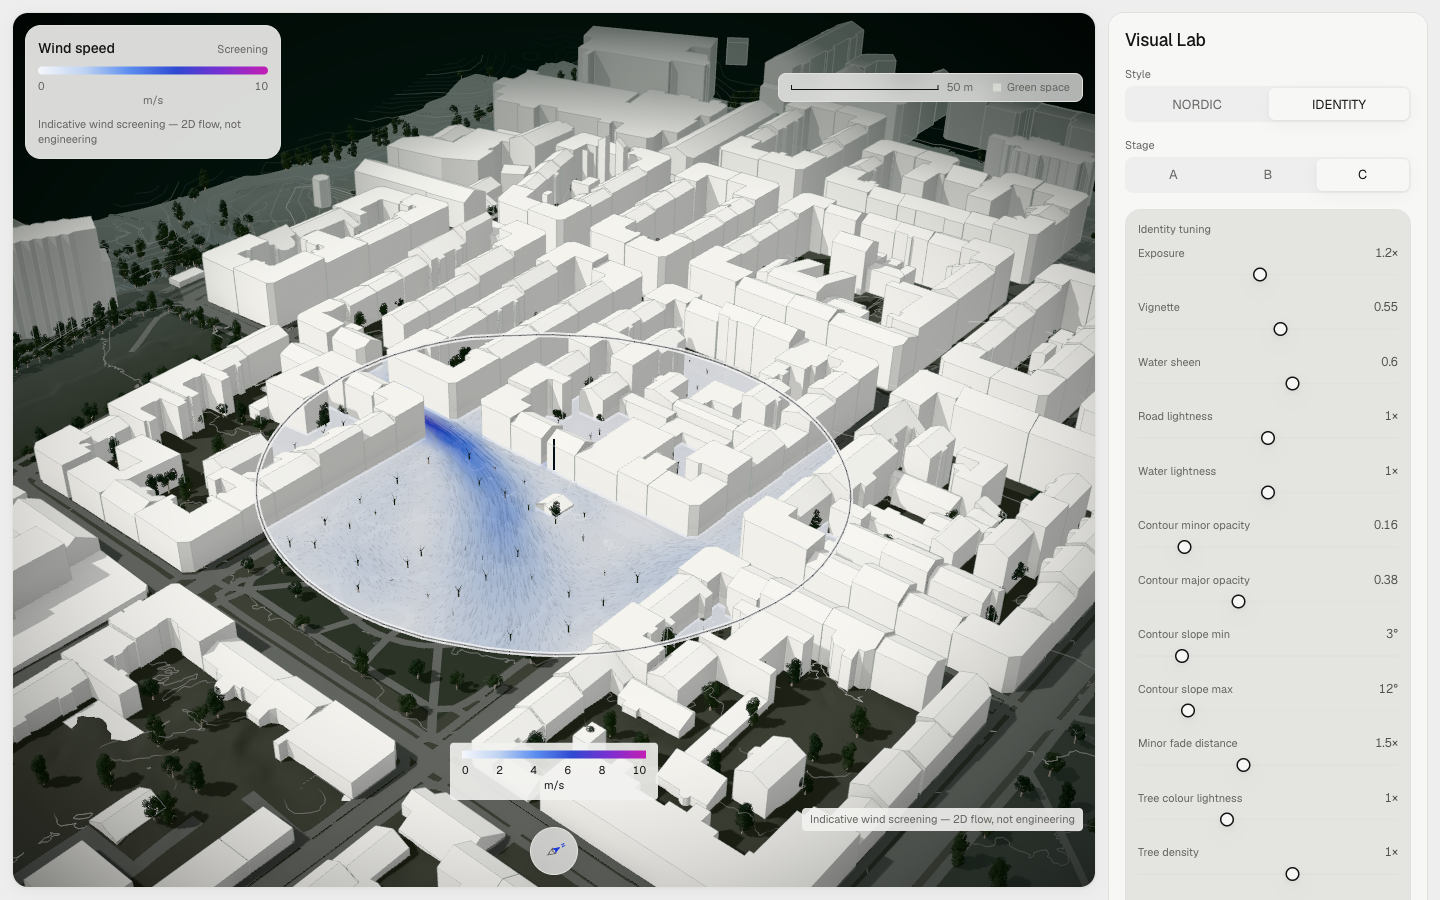 Wind speed
Screening
0
10
m/s
Indicative wind screening — 2D flow, not
engineering
50 m
Green space
0 2 4 6 8 10
m/s
Indicative wind screening — 2D flow, not engineering
Visual Lab
Style
NORDIC
IDENTITY
Stage
A
B
C
Identity tuning
Exposure 1.2×
Vignette 0.55
Water sheen 0.6
Road lightness 1×
Water lightness 1×
Contour minor opacity 0.16
Contour major opacity 0.38
Contour slope min 3°
Contour slope max 12°
Minor fade distance 1.5×
Tree colour lightness 1×
Tree density 1×